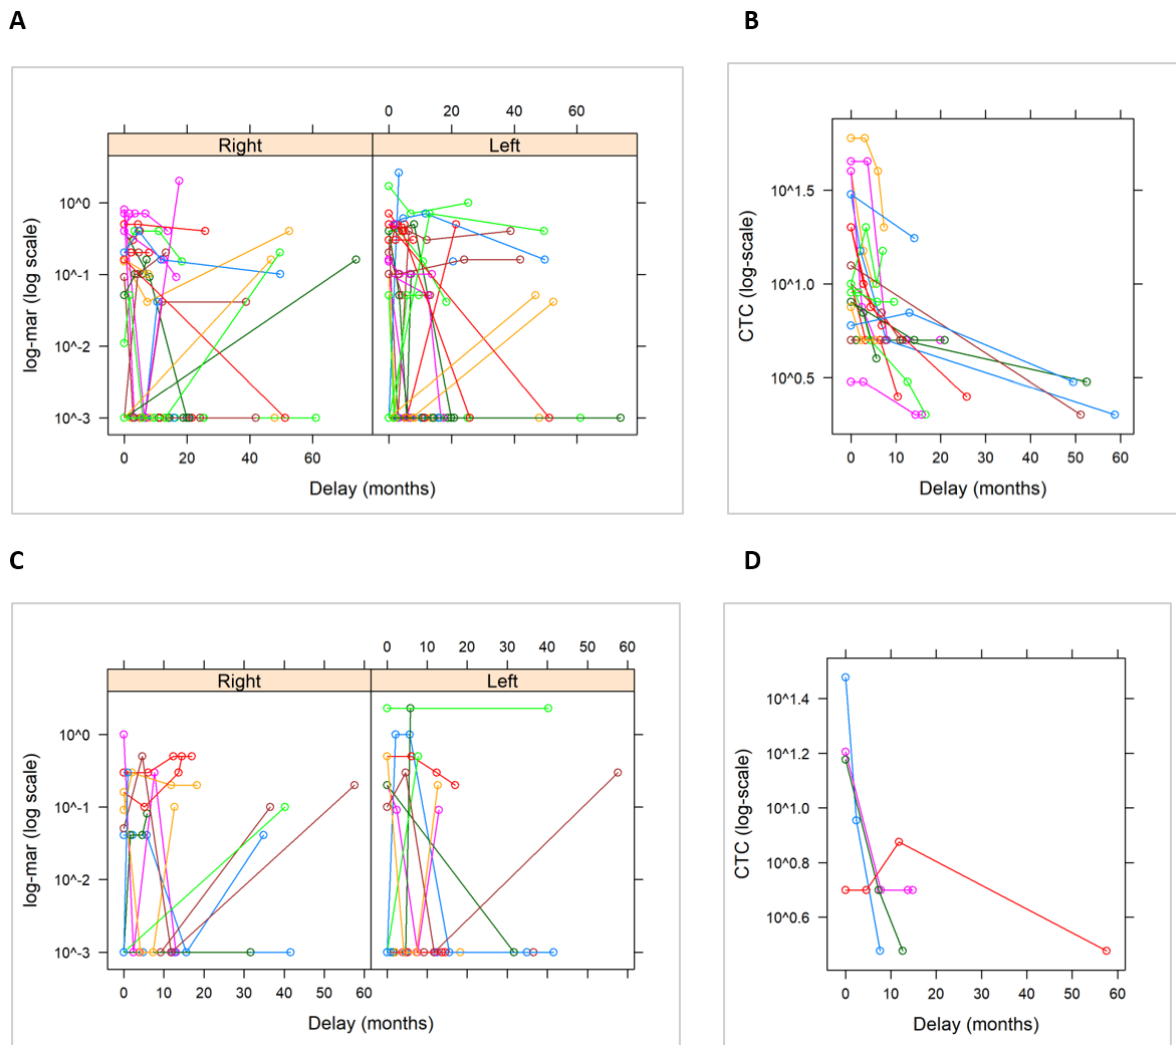 A
B
0 20 40 60
Right Left
10^0
10^-1
10^-2
10^-3
log-mar (log scale)
0 20 40 60
Delay (months)
10^1.5
10^1.0
10^0.5
CTC (log-scale)
0 10 20 30 40 50 60
Delay (months)
C
D
0 10 20 30 40 50 60
Right Left
10^0
10^-1
10^-2
10^-3
log-mar (log scale)
0 10 20 30 40 50 60
Delay (months)
10^1.4
10^1.2
10^1.0
10^0.8
10^0.6
CTC (log-scale)
0 10 20 30 40 50 60
Delay (months)